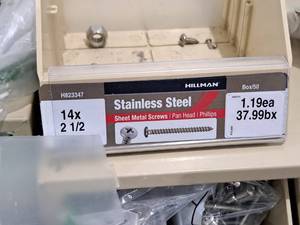 H823347
HILLMAN
Box/50
14x
2 1/2
Stainless Steel
Sheet Metal Screws | Pan Head | Phillips
1.19ea
37.99bx